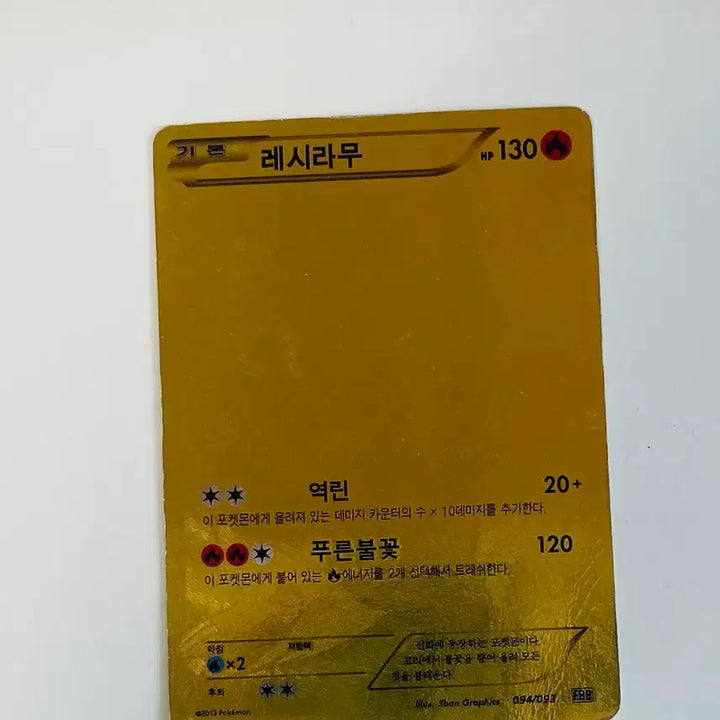 기본 레시라무 HP 130
역린 20+
이 포켓몬에게 올려져 있는 데미지 카운터의 수 × 10데미지를 추가한다.
푸른불꽃 120
이 포켓몬에게 붙어 있는 에너지를 2개 선택해서 트래쉬한다.
약점 저항력
×2
후퇴
신화에 등장하는 포켓몬이다.
꼬리에서 불꽃을 뿜어 올려 모든
것을 불태운다.
Illus. 5ban Graphics 094/093 EBB
©2013 Pokémon